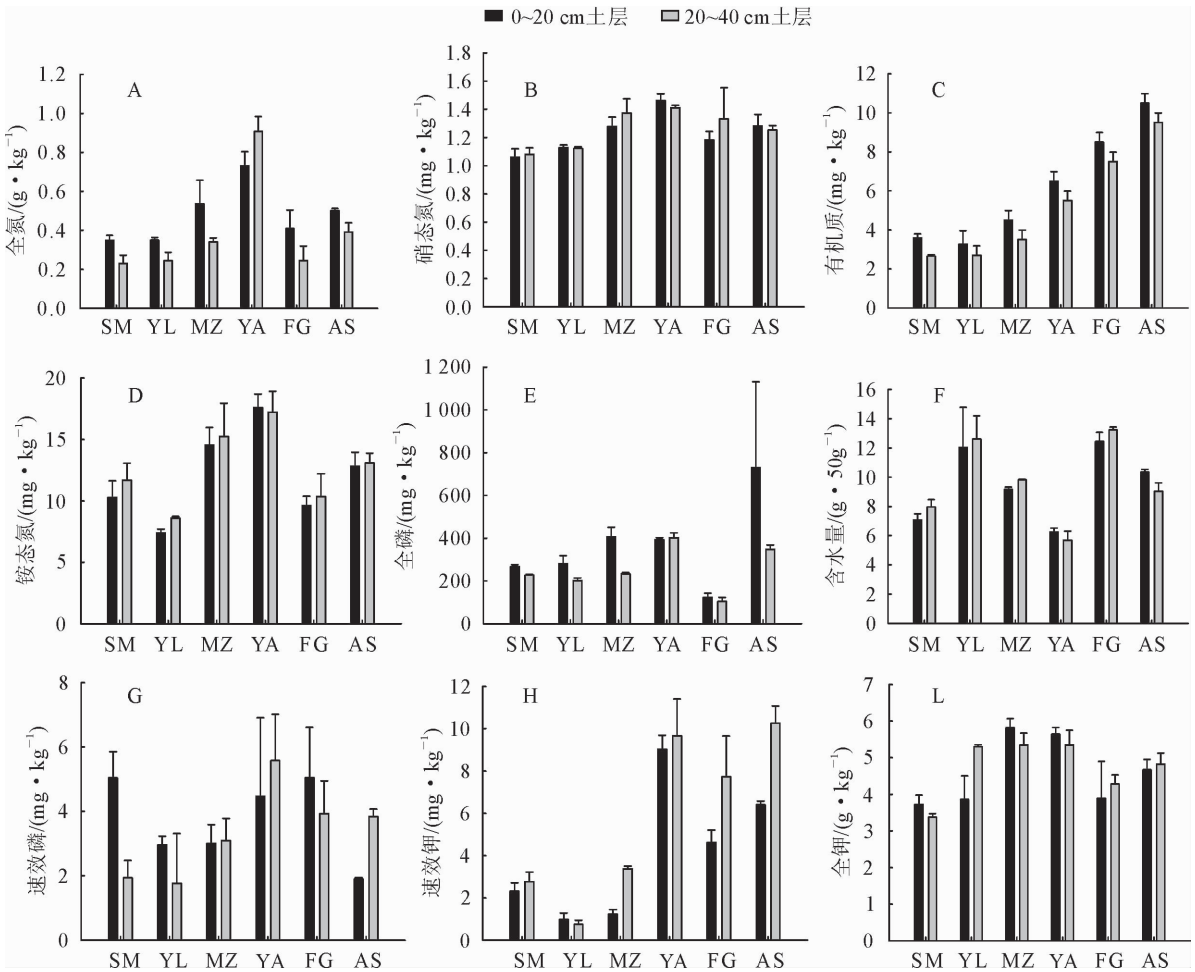 0~20 cm土层 20~40 cm土层
A
全氮/(g·kg⁻¹)
1.2
1.0
0.8
0.6
0.4
0.2
0.0
SM YL MZ YA FG AS
B
硝态氮/(mg·kg⁻¹)
1.8
1.6
1.4
1.2
1.0
0.8
0.6
0.4
0.2
0.0
SM YL MZ YA FG AS
C
有机质/(mg·kg⁻¹)
12
10
8
6
4
2
0
SM YL MZ YA FG AS
D
铵态氮/(mg·kg⁻¹)
20
15
10
5
0
SM YL MZ YA FG AS
E
全磷/(mg·kg⁻¹)
1 200
1 000
800
600
400
200
0
SM YL MZ YA FG AS
F
含水量/(g·50g⁻¹)
16
14
12
10
8
6
4
2
0
SM YL MZ YA FG AS
G
速效磷/(mg·kg⁻¹)
8
6
4
2
0
SM YL MZ YA FG AS
H
速效钾/(mg·kg⁻¹)
12
10
8
6
4
2
0
SM YL MZ YA FG AS
L
全钾/(g·kg⁻¹)
7
6
5
4
3
2
1
0
SM YL MZ YA FG AS